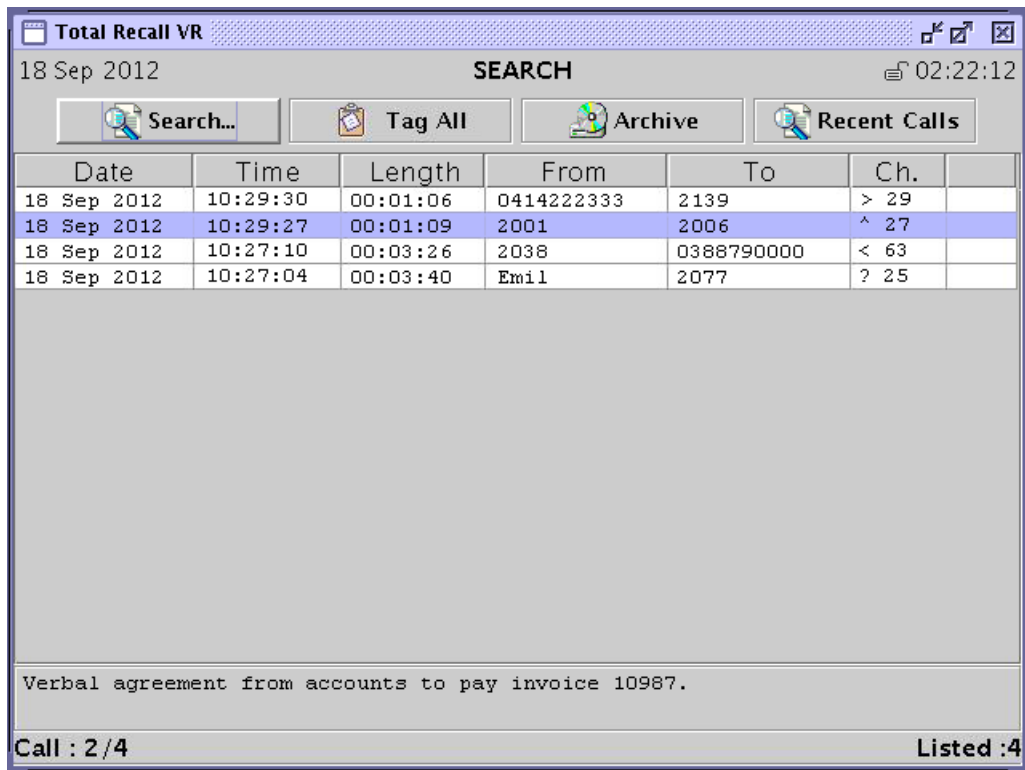 Total Recall VR
18 Sep 2012 SEARCH 02:22:12
Search... Tag All Archive Recent Calls
Date Time Length From To Ch.
18 Sep 2012 10:29:30 00:01:06 0414222333 2139 > 29
18 Sep 2012 10:29:27 00:01:09 2001 2006 ^ 27
18 Sep 2012 10:27:10 00:03:26 2038 0388790000 < 63
18 Sep 2012 10:27:04 00:03:40 Emil 2077 ? 25
Verbal agreement from accounts to pay invoice 10987.
Call : 2/4 Listed :4